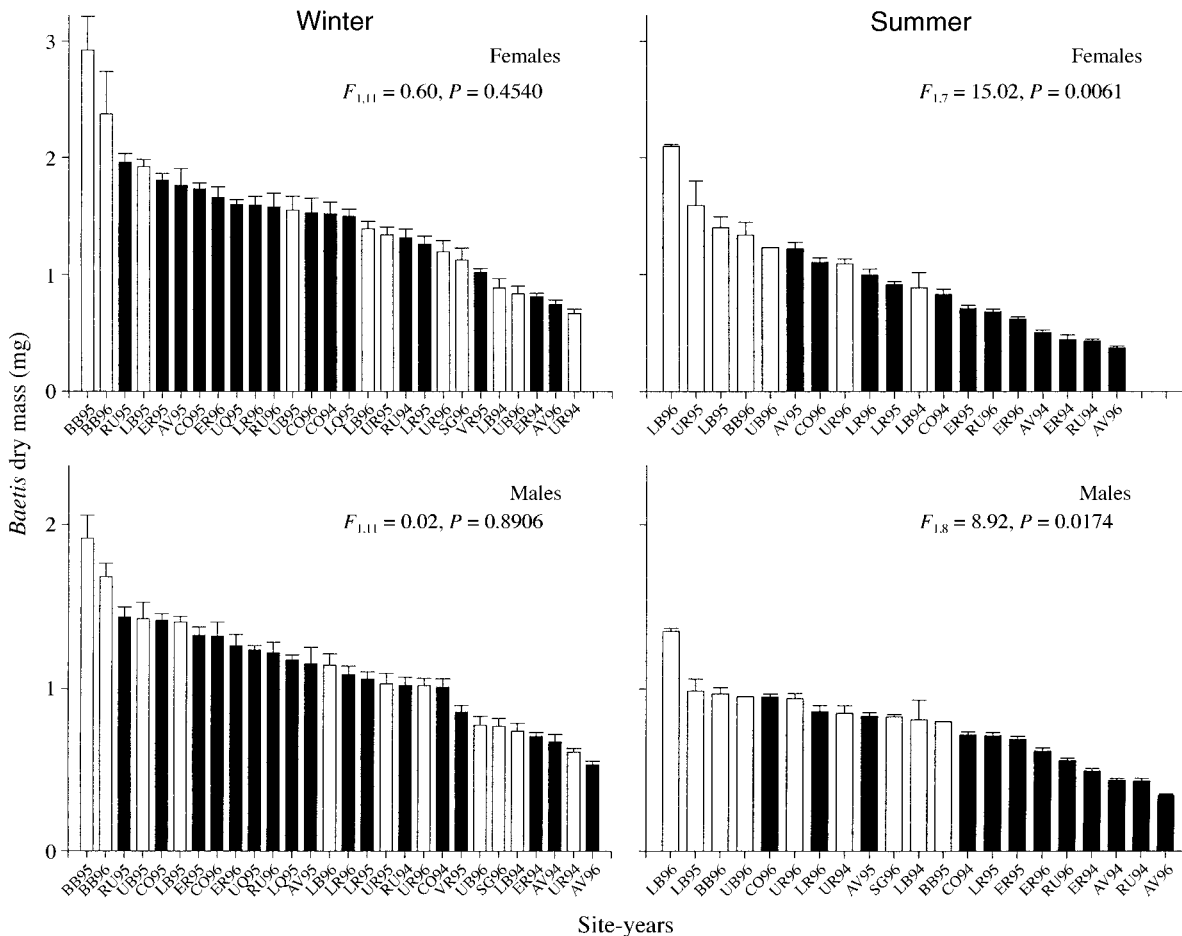 Winter
Summer
Females
F1,11 = 0.60, P = 0.4540
Females
F1,7 = 15.02, P = 0.0061
3
2
1
0
BB95 BB96 RU95 LB95 ER95 AV95 CO95 ER96 UQ95 LR96 RU96 UB95 CO96 CO94 LQ95 LB96 UR95 RU94 LR95 UR96 SG96 VR95 LB94 UB96 ER94 AV96 UR94
LB96 UR95 LB95 BB96 UB96 AV95 CO96 UR96 LR96 LR95 LB94 CO94 ER95 RU96 ER96 AV94 ER94 RU94 AV96
Baetis dry mass (mg)
Males
F1,11 = 0.02, P = 0.8906
Males
F1,8 = 8.92, P = 0.0174
2
1
0
BB95 BB96 RU95 UB95 CO95 LB95 ER95 CO96 ER96 UQ95 RU96 LQ95 AV95 LB96 LR96 LR95 UR95 RU94 UR96 CO94 VR95 UB96 SG96 LB94 ER94 AV94 UR94 AV96
LB96 LB95 BB96 UB96 CO96 UR96 LR96 UR94 AV95 SG96 LB94 BB95 CO94 LR95 ER95 ER96 RU96 ER94 AV94 RU94 AV96
Site-years